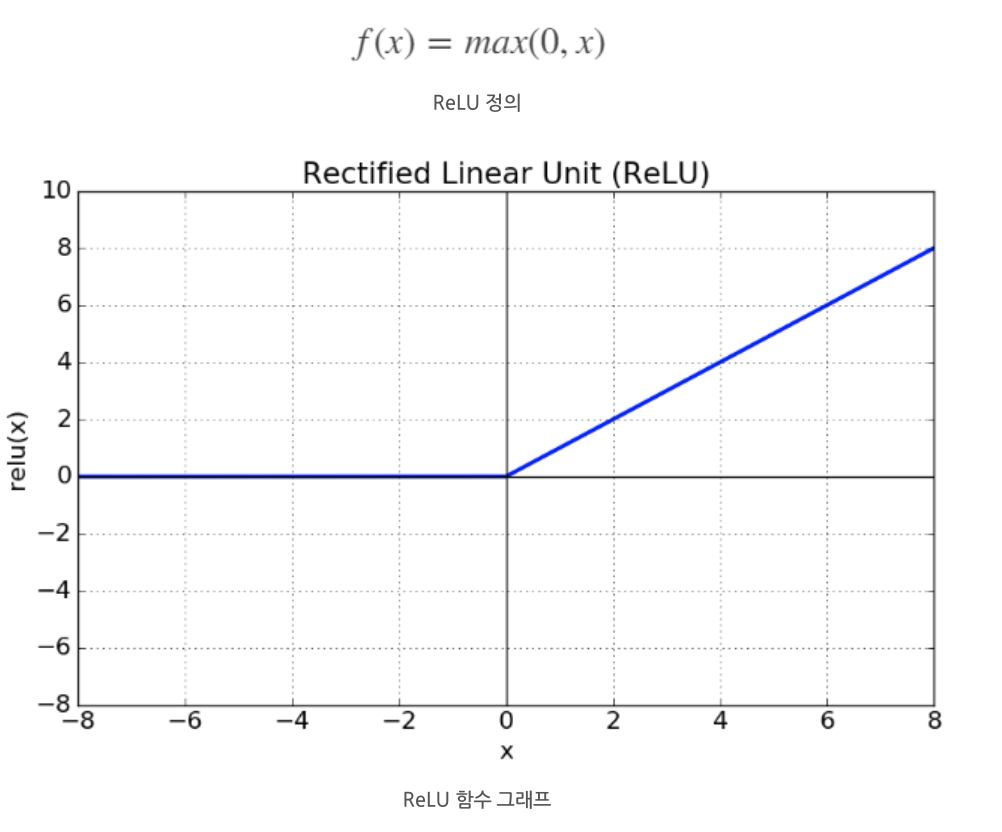 f(x) = max(0, x)
ReLU 정의
Rectified Linear Unit (ReLU)
10
8
6
4
2
0
−2
−4
−6
−8
relu(x)
−8 −6 −4 −2 0 2 4 6 8
x
ReLU 함수 그래프